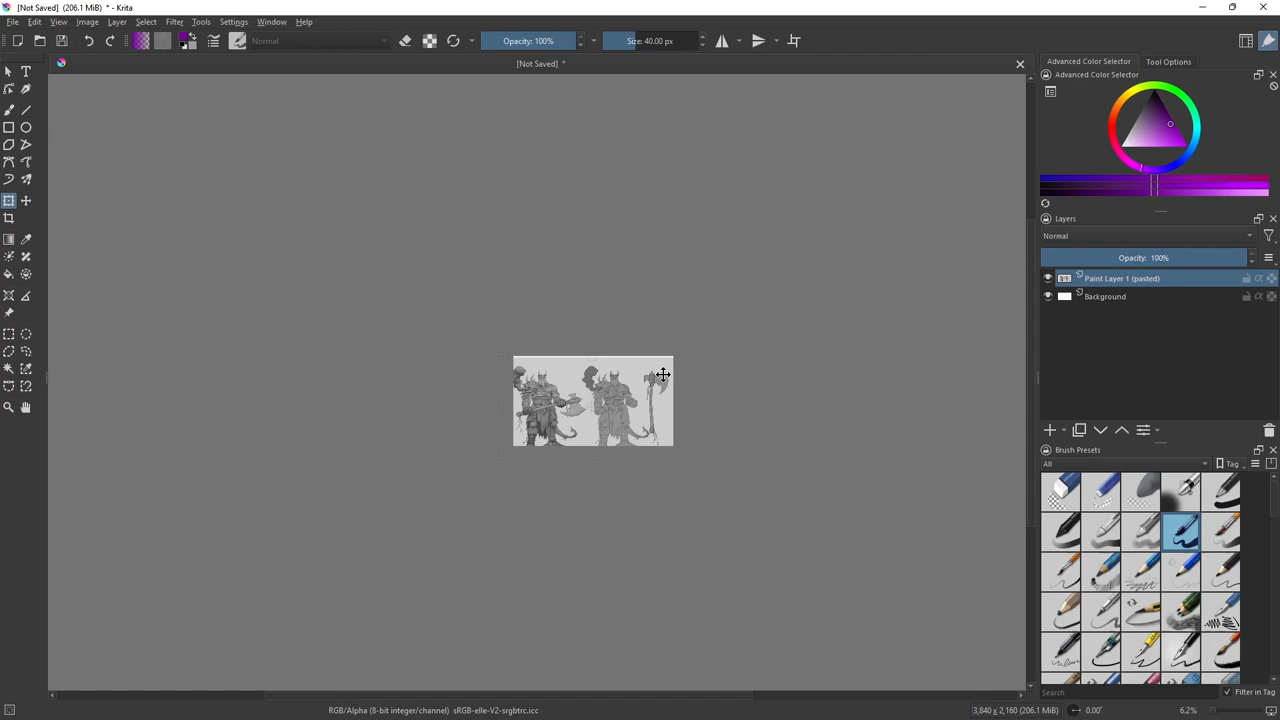 [Not Saved] (206.1 MiB) * - Krita
File Edit View Image Layer Select Filter Tools Settings Window Help
Normal Opacity: 100% Size: 40.00 px
[Not Saved] *
Advanced Color Selector Tool Options
Advanced Color Selector
Layers
Normal
Opacity: 100%
Paint Layer 1 (pasted)
Background
Brush Presets
All Tag
Search Filter in Tag
RGB/Alpha (8-bit integer/channel) sRGB-elle-V2-srgbtrc.icc 3,840 x 2,160 (206.1 MiB) 0.00° 6.2%